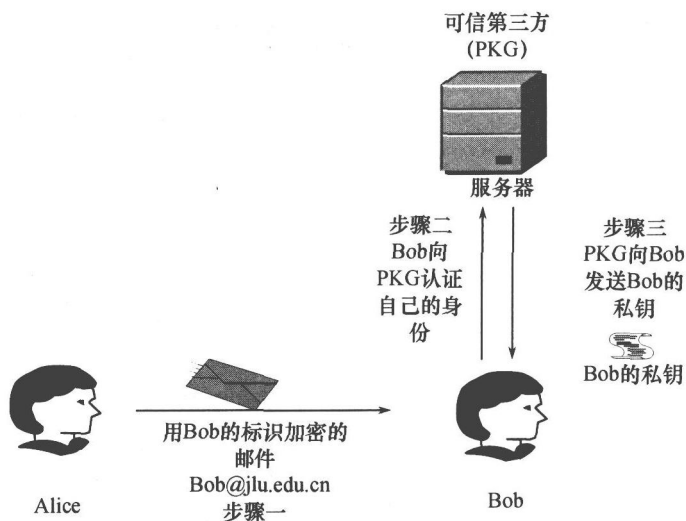 可信第三方
(PKG)
服务器
步骤二
Bob向
PKG认证
自己的身
份
步骤三
PKG向Bob
发送Bob的
私钥
Bob的私钥
用Bob的标识加密的
邮件
Bob@jlu.edu.cn
步骤一
Alice
Bob